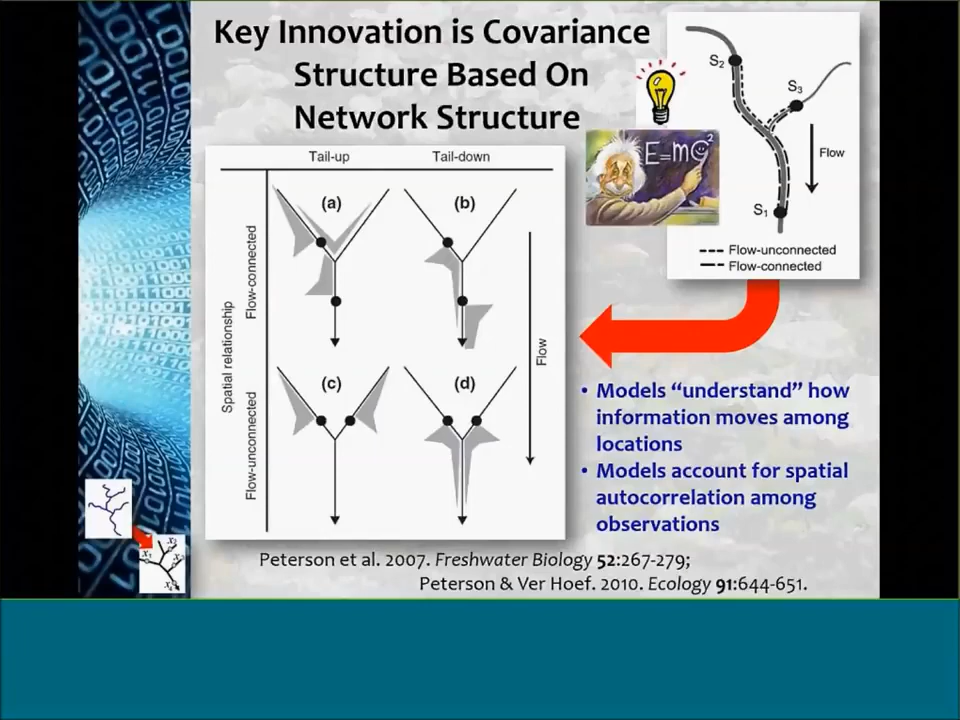 Key Innovation is Covariance
Structure Based On
Network Structure
S2
S3
Flow
S1
Flow-unconnected
Flow-connected
E=mc2
Tail-up
Tail-down
(a)
(b)
Flow-connected
Spatial relationship
Flow
(c)
(d)
Flow-unconnected
• Models “understand” how
information moves among
locations
• Models account for spatial
autocorrelation among
observations
Peterson et al. 2007. Freshwater Biology 52:267-279;
Peterson & Ver Hoef. 2010. Ecology 91:644-651.